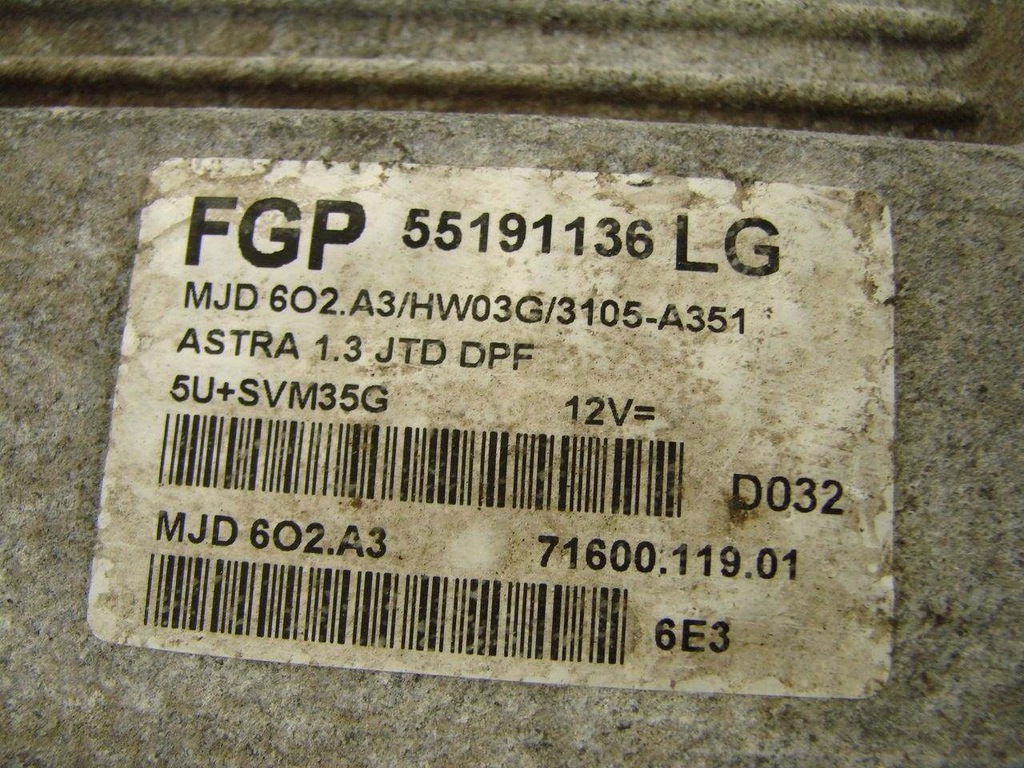 FGP 55191136 LG
MJD 6O2.A3/HW03G/3105-A351
ASTRA 1.3 JTD DPF
5U+SVM35G 12V=
D032
MJD 6O2.A3 71600.119.01
6E3